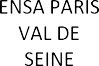 ENSA PARIS
VAL DE
SEINE